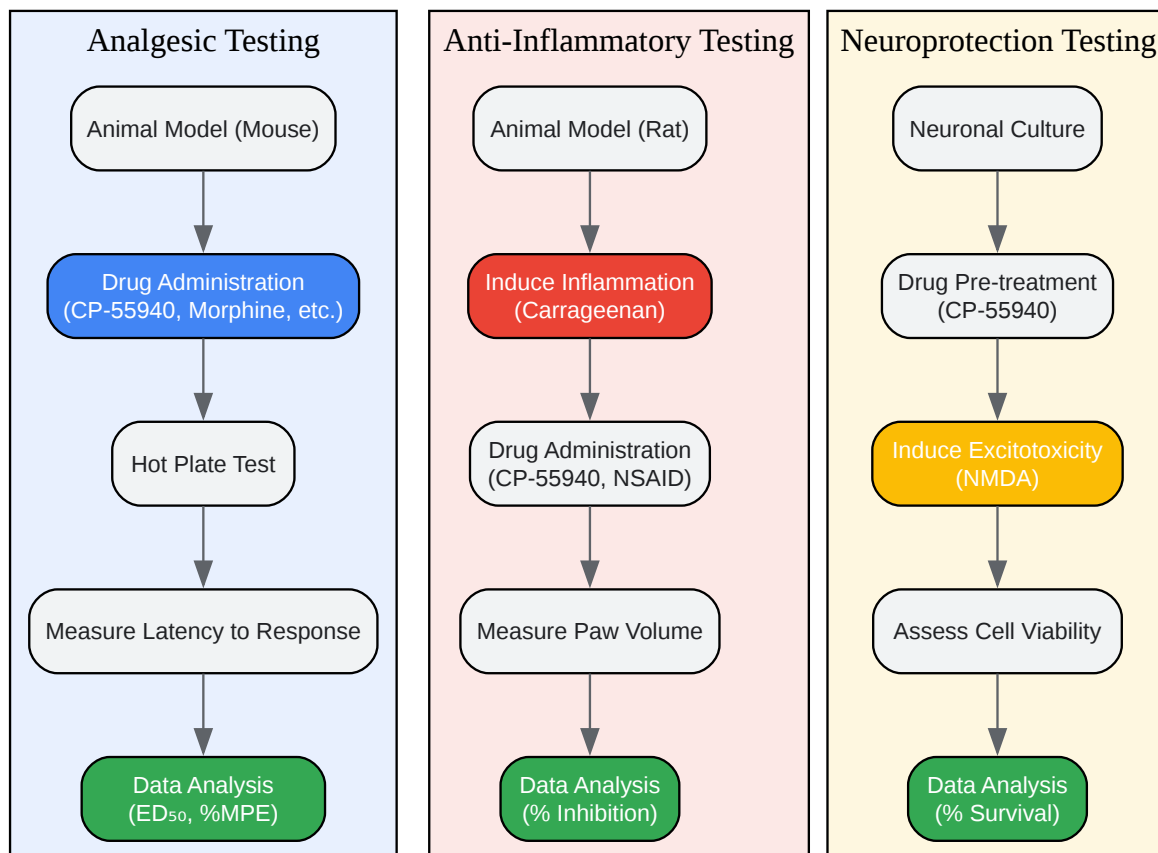 Analgesic Testing
Animal Model (Mouse)
Drug Administration
(CP-55940, Morphine, etc.)
Hot Plate Test
Measure Latency to Response
Data Analysis
(ED₅₀, %MPE)
Anti-Inflammatory Testing
Animal Model (Rat)
Induce Inflammation
(Carrageenan)
Drug Administration
(CP-55940, NSAID)
Measure Paw Volume
Data Analysis
(% Inhibition)
Neuroprotection Testing
Neuronal Culture
Drug Pre-treatment
(CP-55940)
Induce Excitotoxicity
(NMDA)
Assess Cell Viability
Data Analysis
(% Survival)